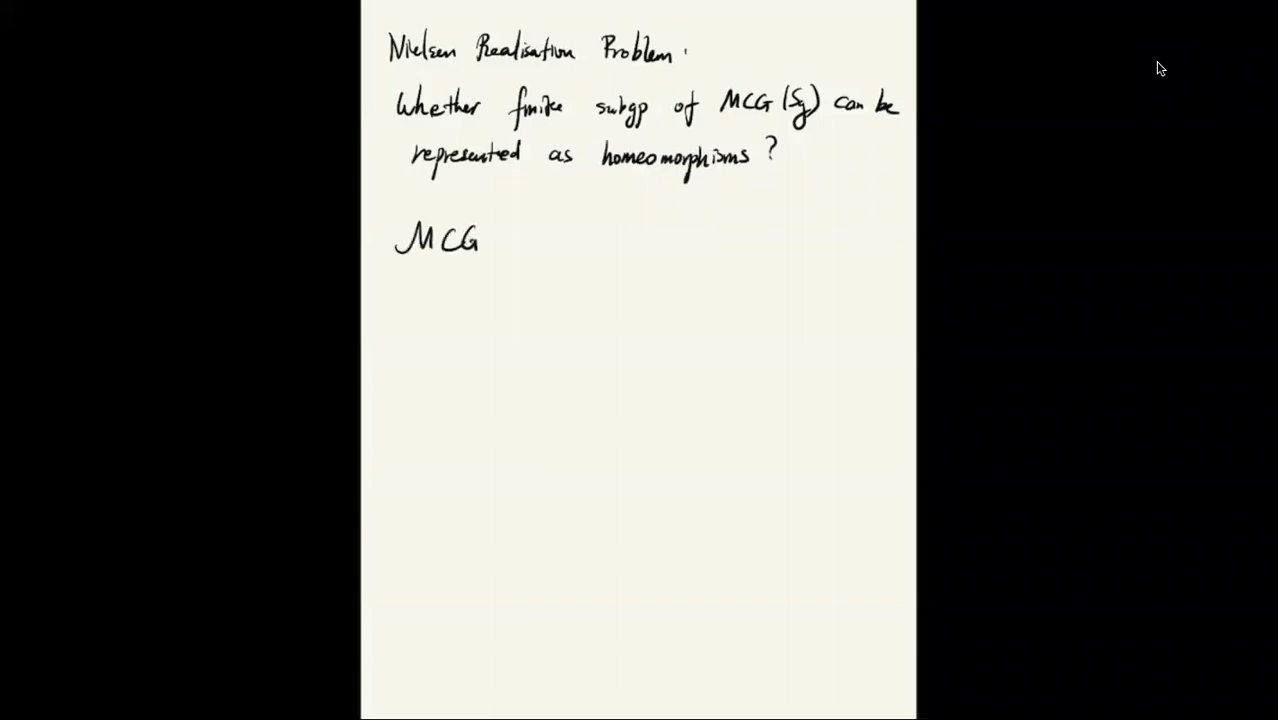 Nielsen Realisation Problem.
Whether finite subgp of MCG (Sg) can be
represented as homeomorphisms ?
MCG